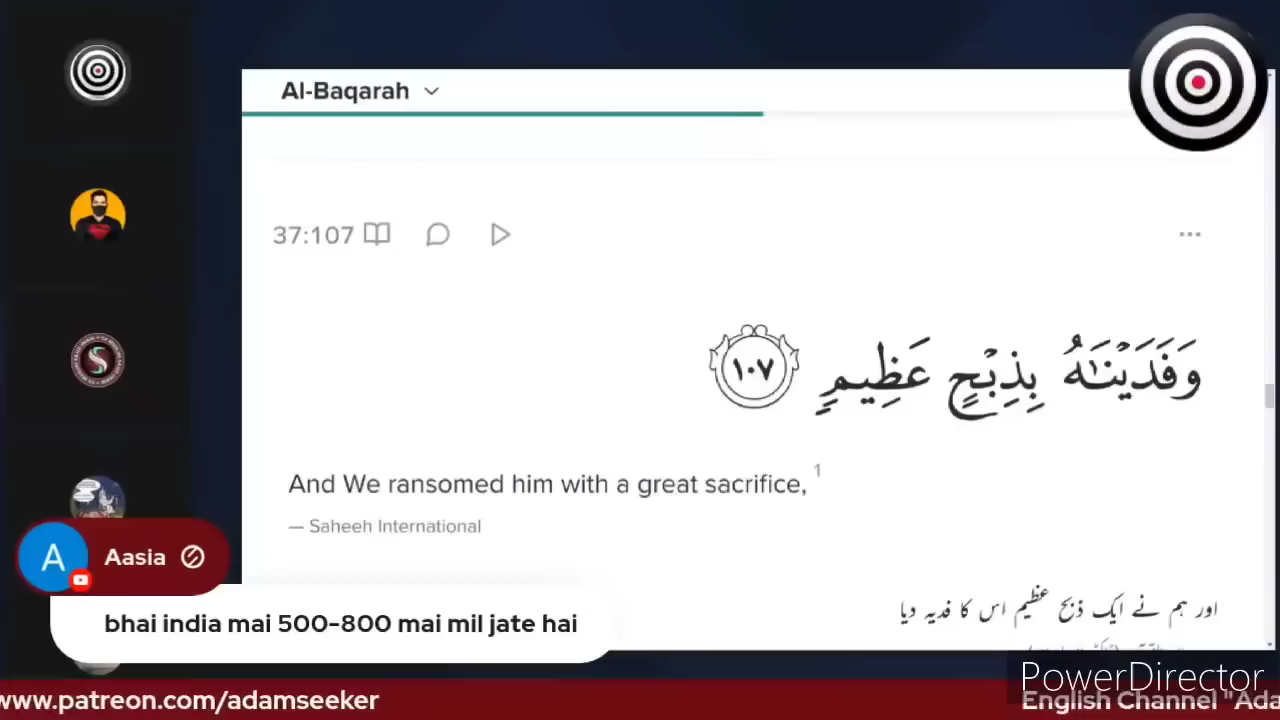 Al-Baqarah
37:107
وَفَدَيْنَـٰهُ بِذِبْحٍ عَظِيمٍ ١٠٧
And We ransomed him with a great sacrifice, 1
— Saheeh International
اور ہم نے ایک ذبح عظیم اس کا فدیہ دیا
A Aasia
bhai india mai 500-800 mai mil jate hai
PowerDirector
www.patreon.com/adamseeker
English Channel "Ada